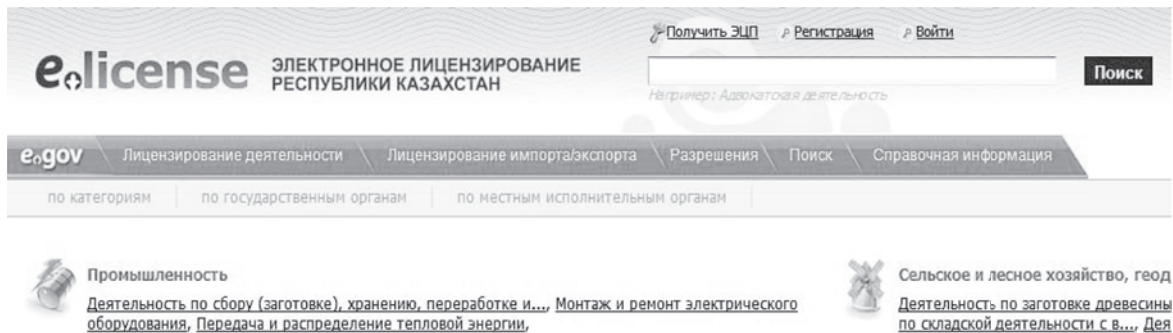 Получить ЭЦП Регистрация Войти
e.license ЭЛЕКТРОННОЕ ЛИЦЕНЗИРОВАНИЕ
РЕСПУБЛИКИ КАЗАХСТАН
Поиск
Например: Адвокатская деятельность
e.gov Лицензирование деятельности Лицензирование импорта/экспорта Разрешения Поиск Справочная информация
по категориям по государственным органам по местным исполнительным органам
Промышленность
Деятельность по сбору (заготовке), хранению, переработке и..., Монтаж и ремонт электрического
оборудования, Передача и распределение тепловой энергии,
Сельское и лесное хозяйство, геод
Деятельность по заготовке древесины
по складской деятельности с в..., Дея